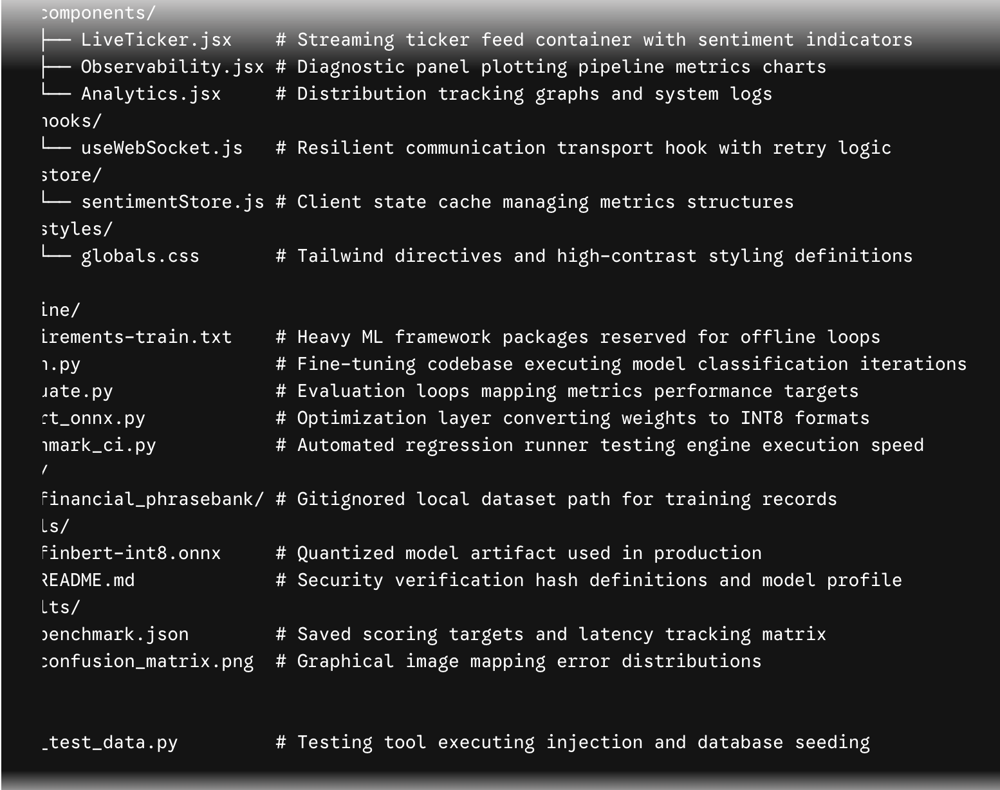 components/
├── LiveTicker.jsx    # Streaming ticker feed container with sentiment indicators
├── Observability.jsx # Diagnostic panel plotting pipeline metrics charts
└── Analytics.jsx     # Distribution tracking graphs and system logs
hooks/
└── useWebSocket.js   # Resilient communication transport hook with retry logic
store/
└── sentimentStore.js # Client state cache managing metrics structures
styles/
└── globals.css       # Tailwind directives and high-contrast styling definitions
ine/
irements-train.txt    # Heavy ML framework packages reserved for offline loops
n.py                  # Fine-tuning codebase executing model classification iterations
uate.py               # Evaluation loops mapping metrics performance targets
rt_onnx.py            # Optimization layer converting weights to INT8 formats
hmark_ci.py           # Automated regression runner testing engine execution speed
/
financial_phrasebank/ # Gitignored local dataset path for training records
ls/
finbert-int8.onnx     # Quantized model artifact used in production
README.md             # Security verification hash definitions and model profile
lts/
benchmark.json        # Saved scoring targets and latency tracking matrix
confusion_matrix.png  # Graphical image mapping error distributions
_test_data.py         # Testing tool executing injection and database seeding